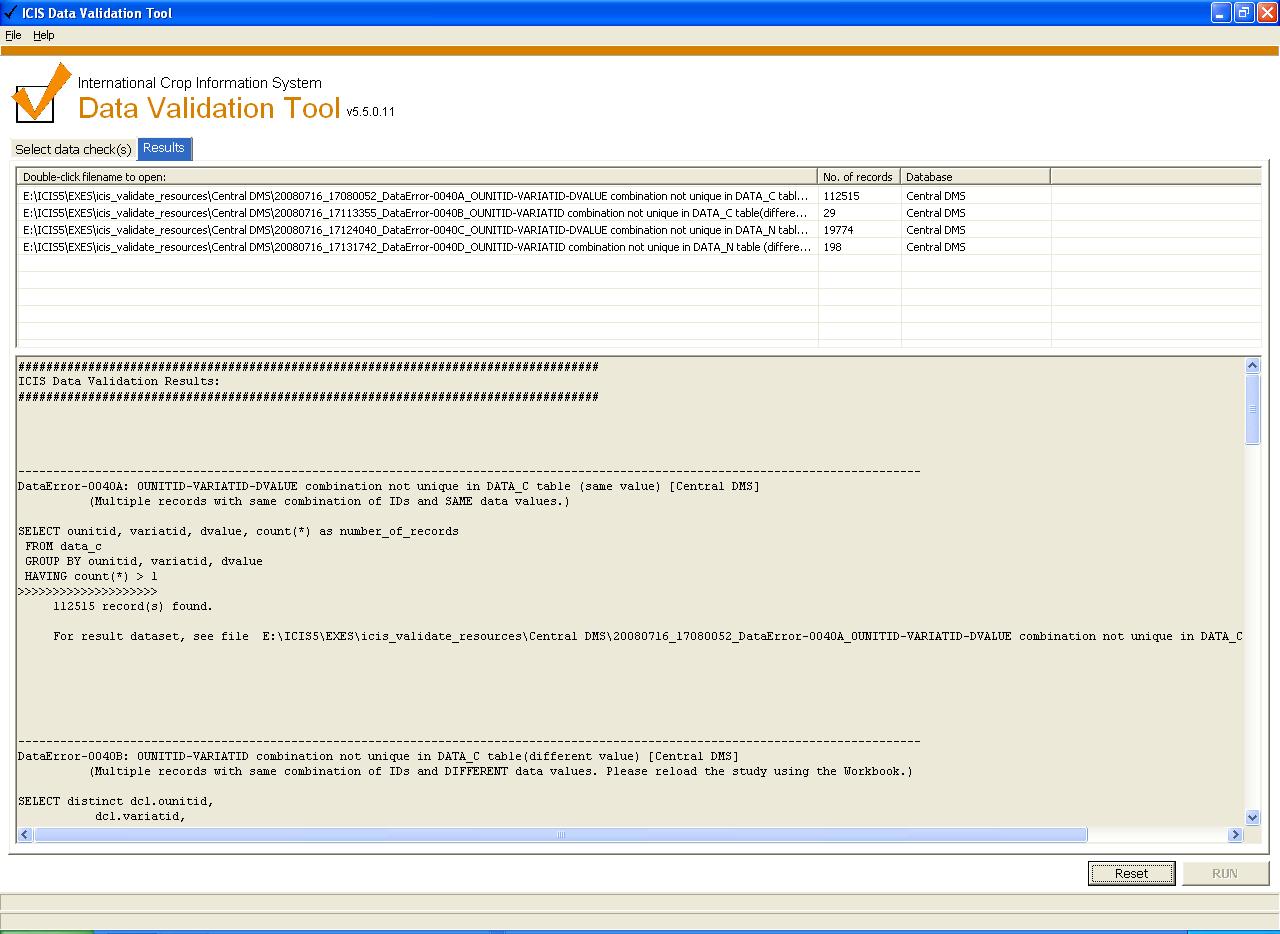 ICIS Data Validation Tool
File Help
International Crop Information System
Data Validation Tool v5.5.0.11
Select data check(s) Results
Double-click filename to open: No. of records Database
E:\ICIS5\EXES\icis_validate_resources\Central DMS\20080716_17080052_DataError-0040A_OUNITID-VARIATID-DVALUE combination not unique in DATA_C tabl... 112515 Central DMS
E:\ICIS5\EXES\icis_validate_resources\Central DMS\20080716_17113355_DataError-0040B_OUNITID-VARIATID combination not unique in DATA_C table(differe... 29 Central DMS
E:\ICIS5\EXES\icis_validate_resources\Central DMS\20080716_17124040_DataError-0040C_OUNITID-VARIATID-DVALUE combination not unique in DATA_N tabl... 19774 Central DMS
E:\ICIS5\EXES\icis_validate_resources\Central DMS\20080716_17131742_DataError-0040D_OUNITID-VARIATID combination not unique in DATA_N table (differe... 198 Central DMS
###################################################################################
ICIS Data Validation Results:
###################################################################################
---------------------------------------------------------------------------------------------------------------------------------
DataError-0040A: OUNITID-VARIATID-DVALUE combination not unique in DATA_C table (same value) [Central DMS]
(Multiple records with same combination of IDs and SAME data values.)
SELECT ounitid, variatid, dvalue, count(*) as number_of_records
FROM data_c
GROUP BY ounitid, variatid, dvalue
HAVING count(*) > 1
>>>>>>>>>>>>>>>>>>>>
112515 record(s) found.
For result dataset, see file E:\ICIS5\EXES\icis_validate_resources\Central DMS\20080716_17080052_DataError-0040A_OUNITID-VARIATID-DVALUE combination not unique in DATA_C
---------------------------------------------------------------------------------------------------------------------------------
DataError-0040B: OUNITID-VARIATID combination not unique in DATA_C table(different value) [Central DMS]
(Multiple records with same combination of IDs and DIFFERENT data values. Please reload the study using the Workbook.)
SELECT distinct dc1.ounitid,
dc1.variatid,
Reset RUN